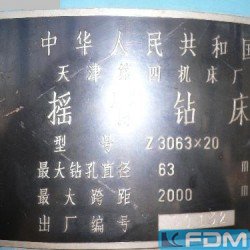 中华人民共和国
天津第四机床厂
摇 钻床
型 号 Z3063×20
最大钻孔直径 63 m
最大跨距 2000 m
出厂编号
FDM